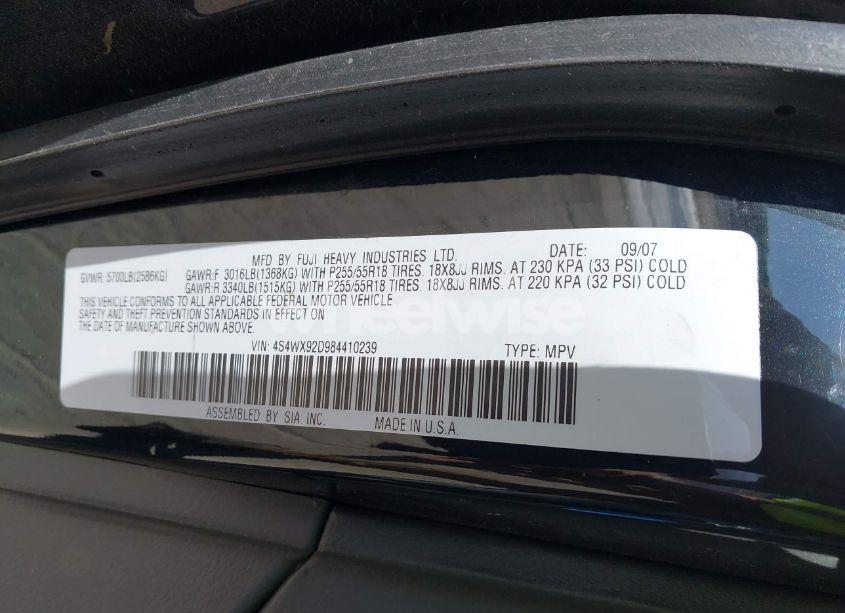 MFD BY FUJI HEAVY INDUSTRIES LTD. DATE: 09/07
GVWR: 5700LB(2586KG) GAWR:F 3016LB(1368KG) WITH P255/55R18 TIRES. 18X8JJ RIMS. AT 230 KPA (33 PSI) COLD
GAWR:R 3340LB(1515KG) WITH P255/55R18 TIRES. 18X8JJ RIMS. AT 220 KPA (32 PSI) COLD
THIS VEHICLE CONFORMS TO ALL APPLICABLE FEDERAL MOTOR VEHICLE
SAFETY AND THEFT PREVENTION STANDARDS IN EFFECT ON
THE DATE OF MANUFACTURE SHOWN ABOVE.
wheelwise
VIN: 4S4WX92D984410239 TYPE: MPV
ASSEMBLED BY SIA INC. MADE IN U.S.A.